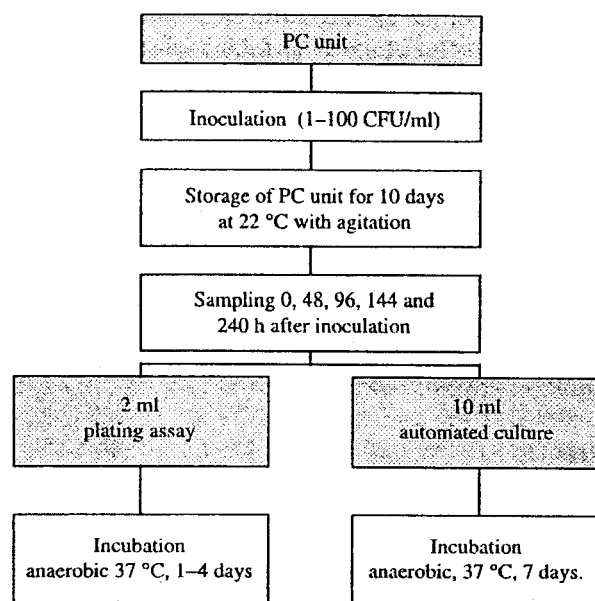 PC unit
Inoculation (1–100 CFU/ml)
Storage of PC unit for 10 days
at 22 °C with agitation
Sampling 0, 48, 96, 144 and
240 h after inoculation
2 ml
plating assay
10 ml
automated culture
Incubation
anaerobic 37 °C, 1–4 days
Incubation
anaerobic, 37 °C, 7 days.